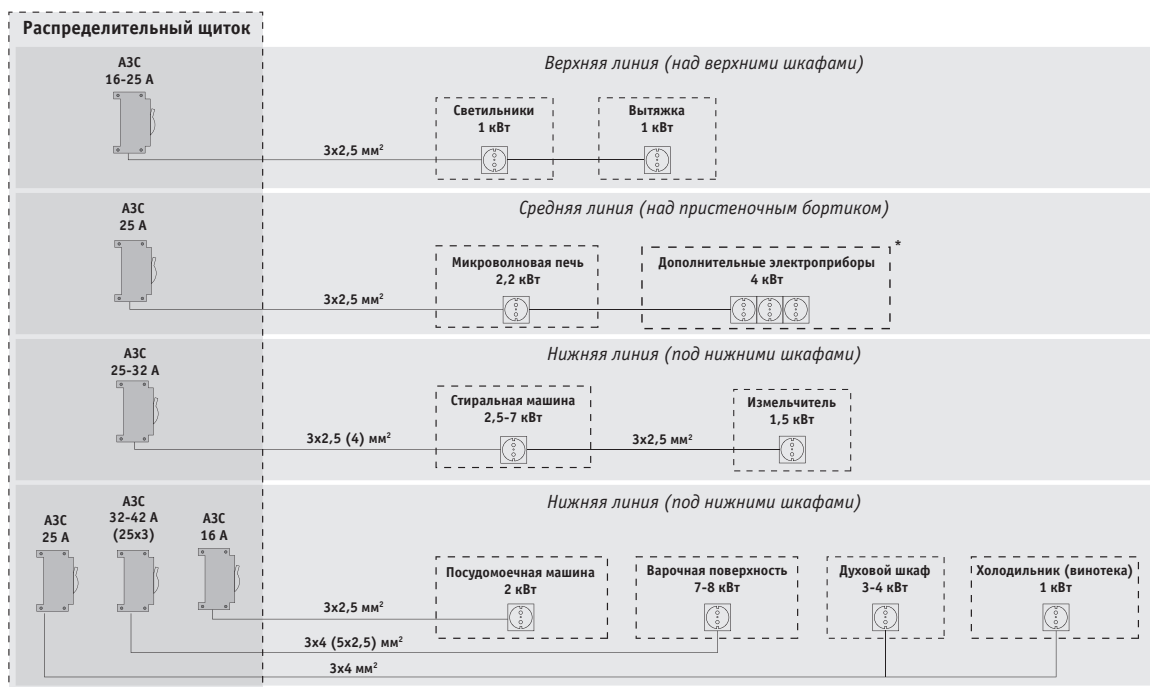 Распределительный щиток
АЗС
16-25 А
Верхняя линия (над верхними шкафами)
Светильники
1 кВт
Вытяжка
1 кВт
3х2,5 мм²
АЗС
25 А
Средняя линия (над пристеночным бортиком)
Микроволновая печь
2,2 кВт
Дополнительные электроприборы
4 кВт
*
3х2,5 мм²
АЗС
25-32 А
Нижняя линия (под нижними шкафами)
Стиральная машина
2,5-7 кВт
Измельчитель
1,5 кВт
3х2,5 (4) мм²
3х2,5 мм²
Нижняя линия (под нижними шкафами)
АЗС
25 А
АЗС
32-42 А
(25х3)
АЗС
16 А
Посудомоечная машина
2 кВт
Варочная поверхность
7-8 кВт
Духовой шкаф
3-4 кВт
Холодильник (винотека)
1 кВт
3х2,5 мм²
3х4 (5х2,5) мм²
3х4 мм²